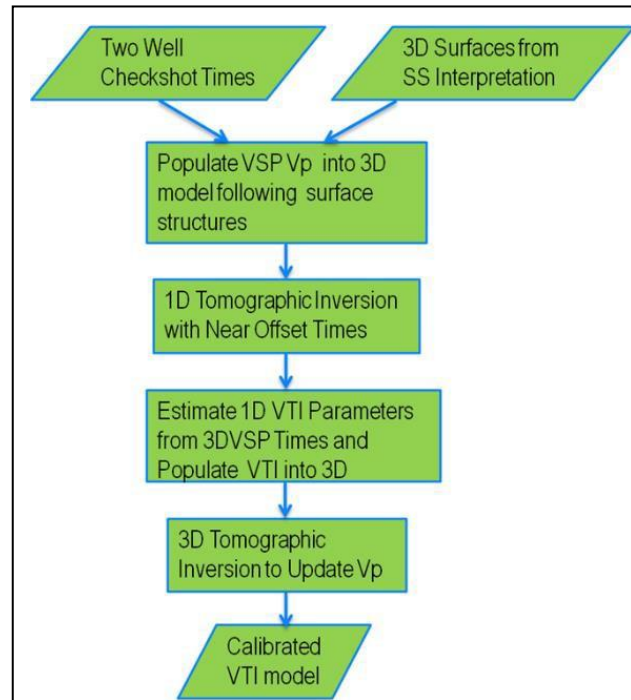 Two Well
Checkshot Times
3D Surfaces from
SS Interpretation
Populate VSP Vp into 3D
model following surface
structures
1D Tomographic Inversion
with Near Offset Times
Estimate 1D VTI Parameters
from 3DVSP Times and
Populate VTI into 3D
3D Tomographic
Inversion to Update Vp
Calibrated
VTI model